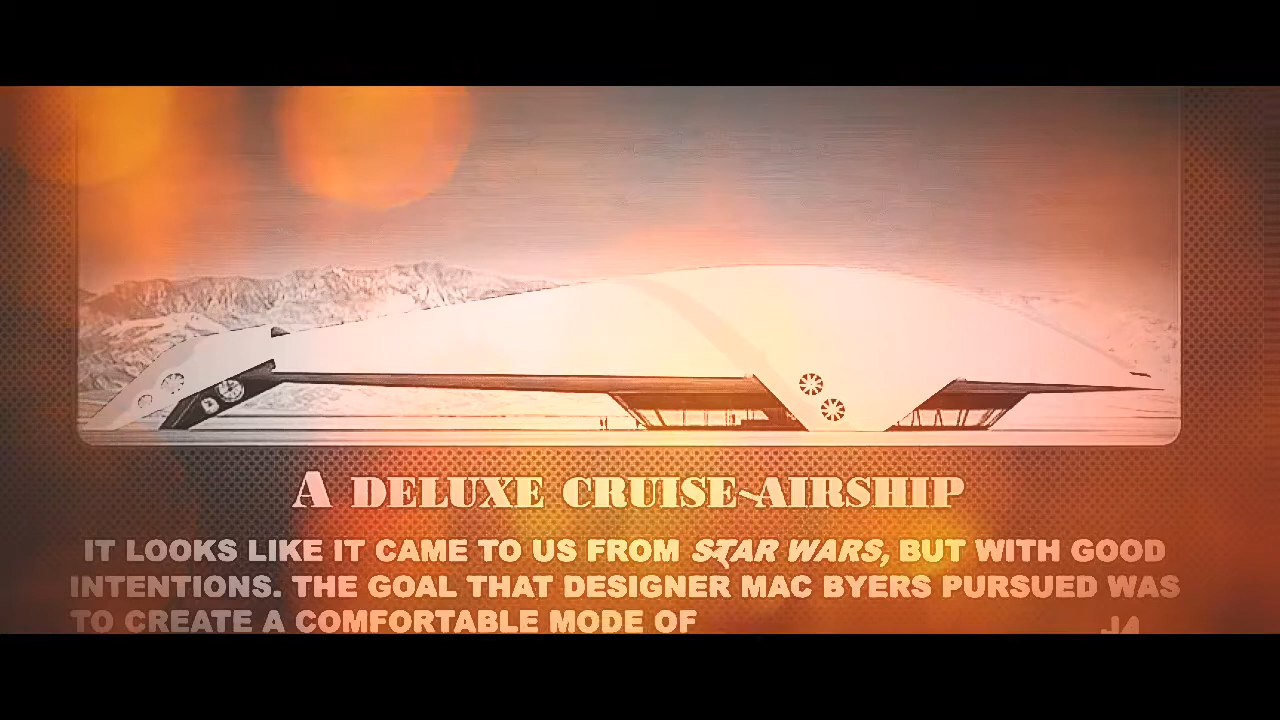 A DELUXE CRUISE-AIRSHIP
IT LOOKS LIKE IT CAME TO US FROM STAR WARS, BUT WITH GOOD
INTENTIONS. THE GOAL THAT DESIGNER MAC BYERS PURSUED WAS
TO CREATE A COMFORTABLE MODE OF